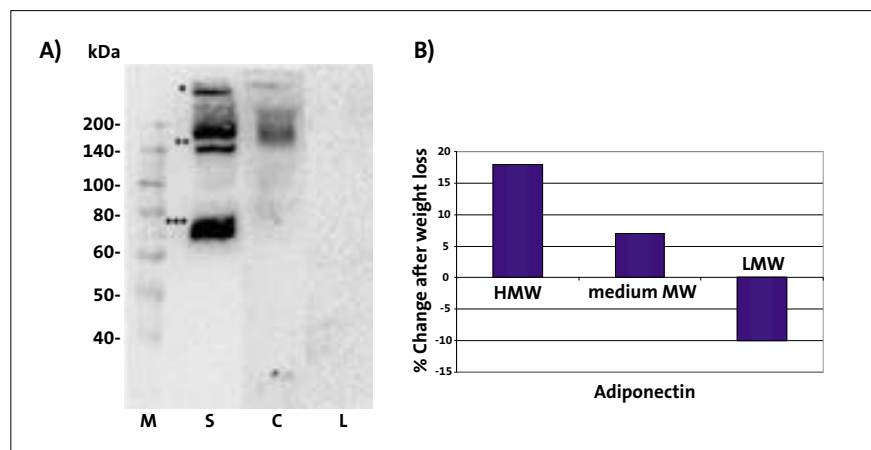 A) kDa
200-
140-
100-
80-
60-
50-
40-
*
**
***
M S C L
B)
% Change after weight loss
20
15
10
5
0
-5
-10
-15
HMW
medium MW
LMW
Adiponectin